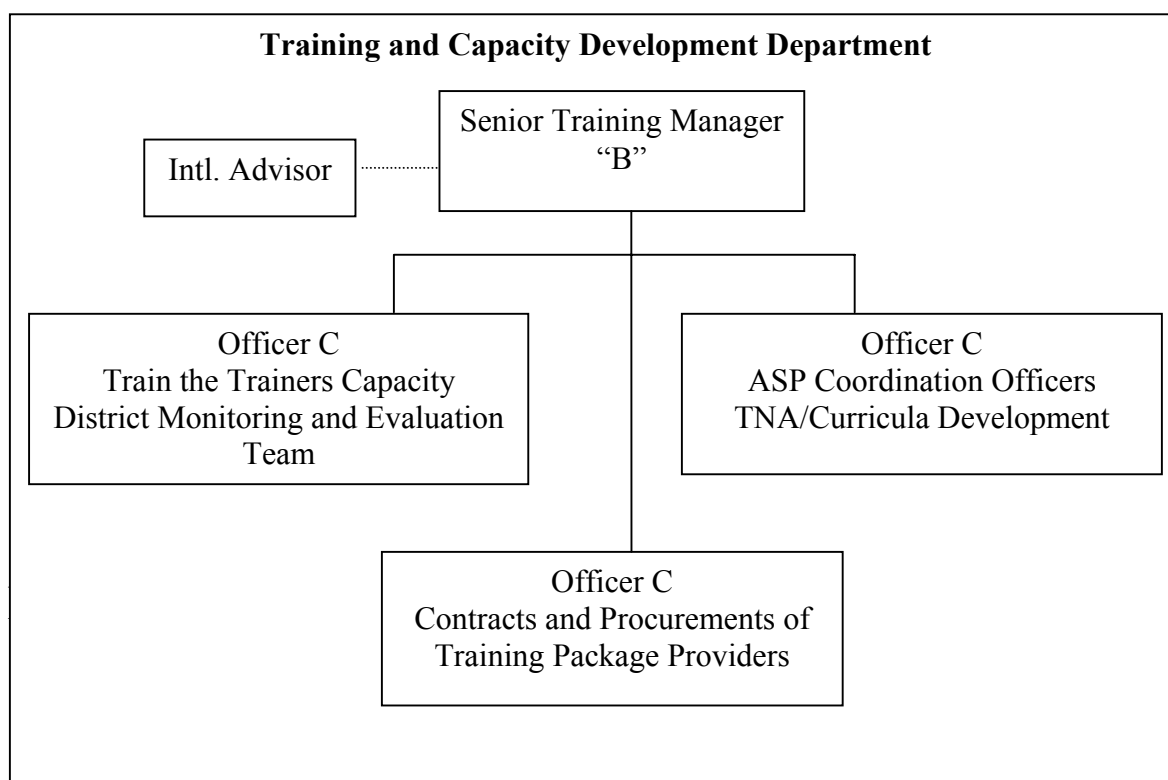 Training and Capacity Development Department
Senior Training Manager
“B”
Intl. Advisor
Officer C
Train the Trainers Capacity
District Monitoring and Evaluation
Team
Officer C
ASP Coordination Officers
TNA/Curricula Development
Officer C
Contracts and Procurements of
Training Package Providers